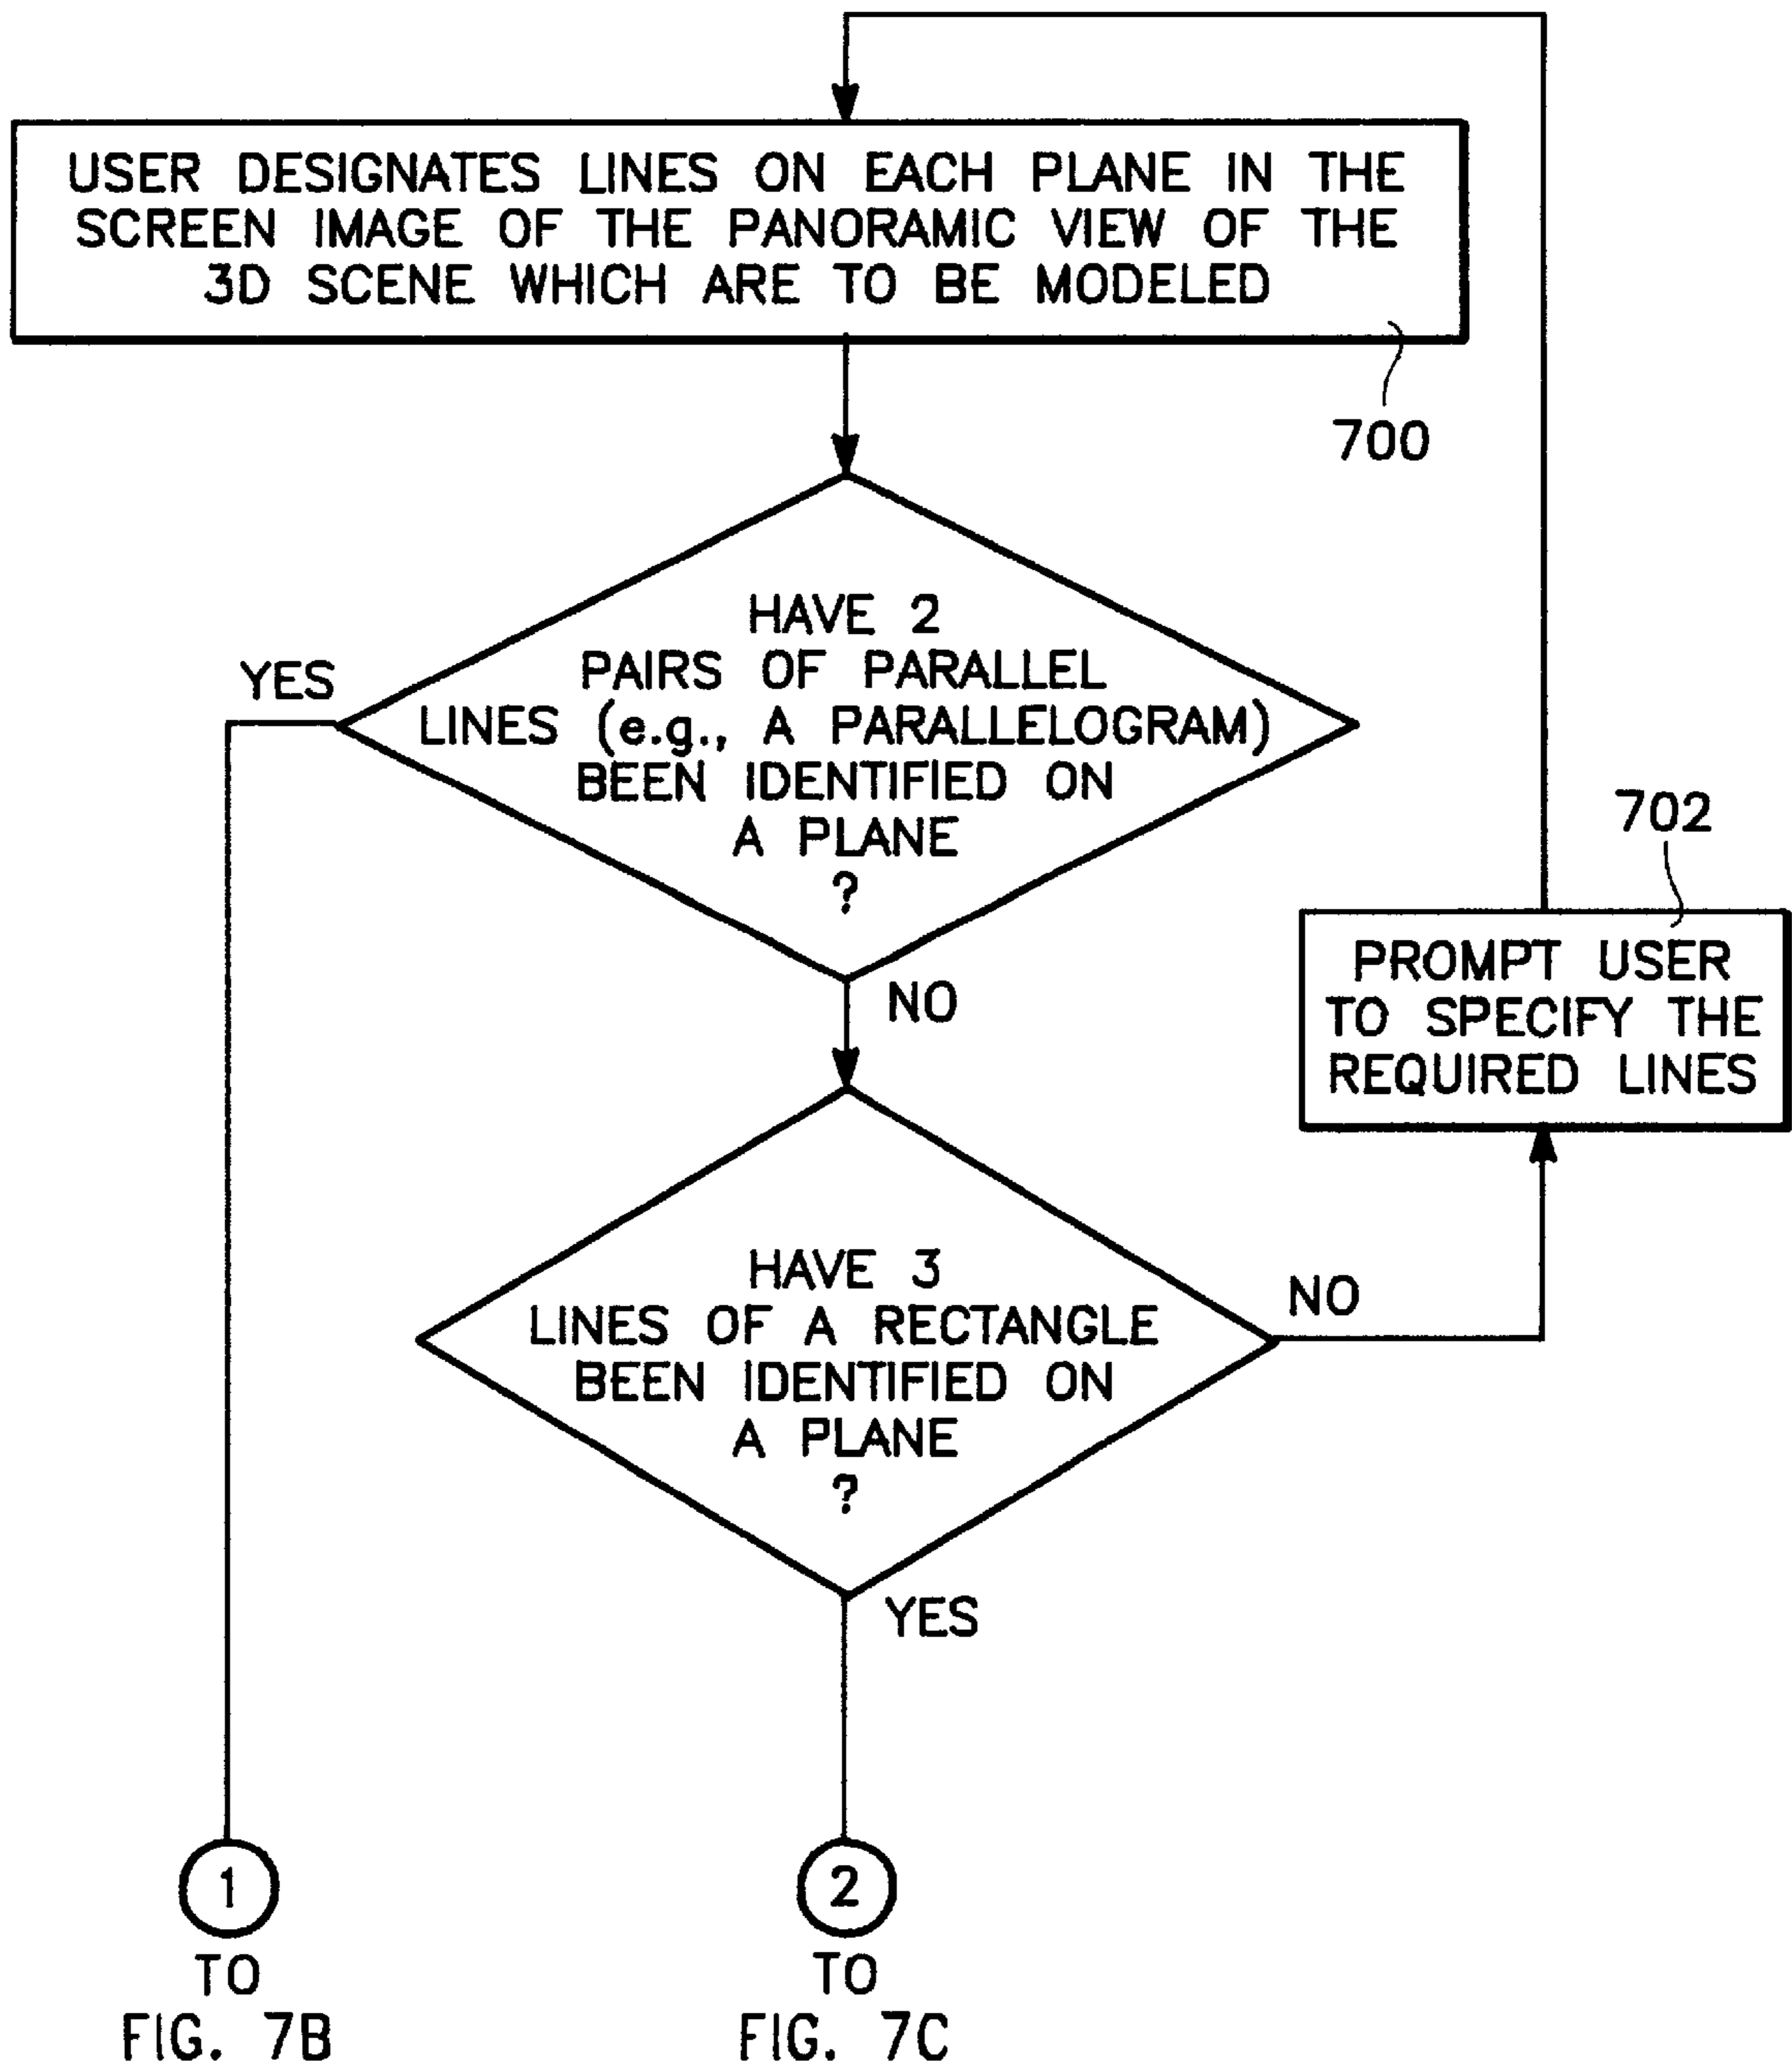 USER DESIGNATES LINES ON EACH PLANE IN THE
SCREEN IMAGE OF THE PANORAMIC VIEW OF THE
3D SCENE WHICH ARE TO BE MODELED
700
HAVE 2
PAIRS OF PARALLEL
LINES (e.g., A PARALLELOGRAM)
BEEN IDENTIFIED ON
A PLANE
?
YES
NO
702
PROMPT USER
TO SPECIFY THE
REQUIRED LINES
HAVE 3
LINES OF A RECTANGLE
BEEN IDENTIFIED ON
A PLANE
?
NO
YES
1
TO
FIG. 7B
2
TO
FIG. 7C